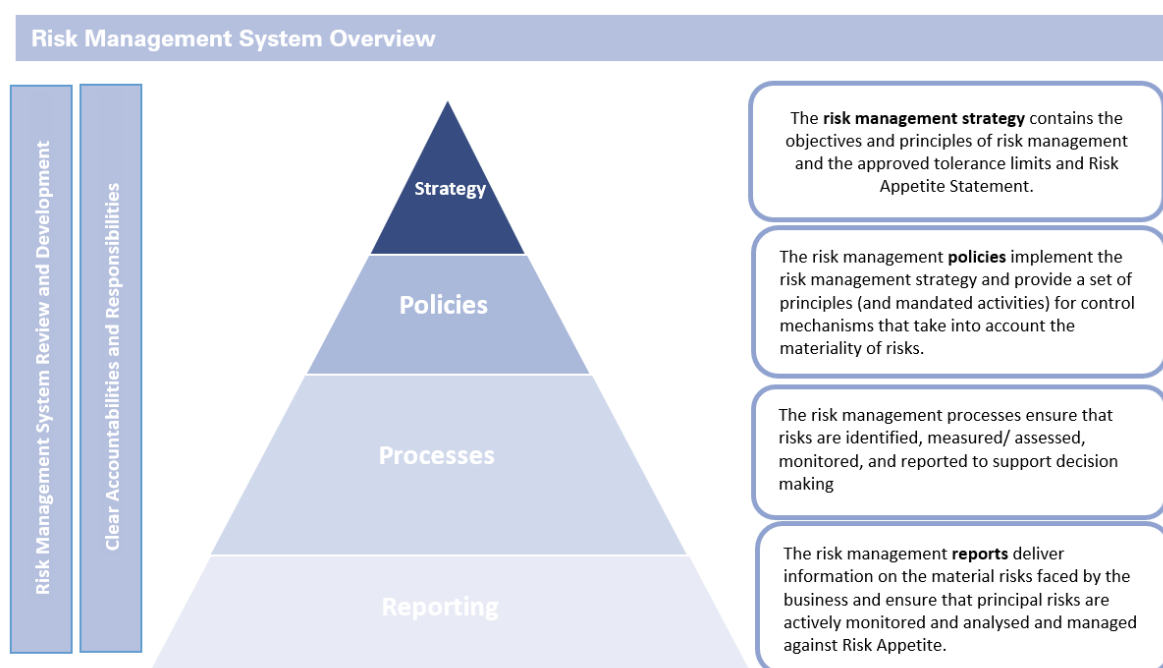 Risk Management System Overview
Risk Management System Review and Development
Clear Accountabilities and Responsibilities
Strategy
Policies
Processes
Reporting
The risk management strategy contains the
objectives and principles of risk management
and the approved tolerance limits and Risk
Appetite Statement.
The risk management policies implement the
risk management strategy and provide a set of
principles (and mandated activities) for control
mechanisms that take into account the
materiality of risks.
The risk management processes ensure that
risks are identified, measured/ assessed,
monitored, and reported to support decision
making
The risk management reports deliver
information on the material risks faced by the
business and ensure that principal risks are
actively monitored and analysed and managed
against Risk Appetite.